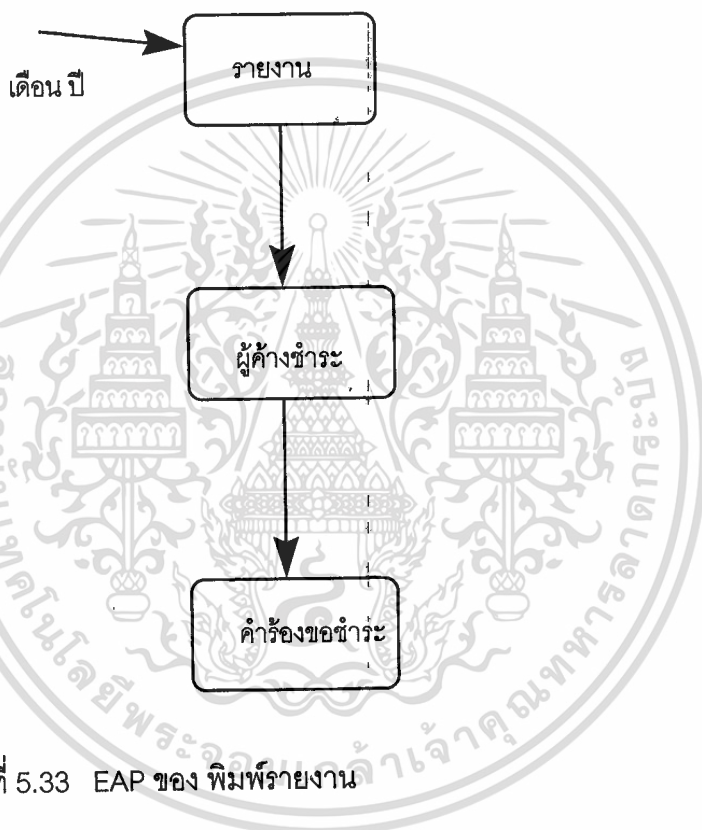 รายงาน
เดือน ปี
ผู้ค้างชำระ
คำร้องขอชำระ
ที่ 5.33 EAP ของ พิมพ์รายงาน